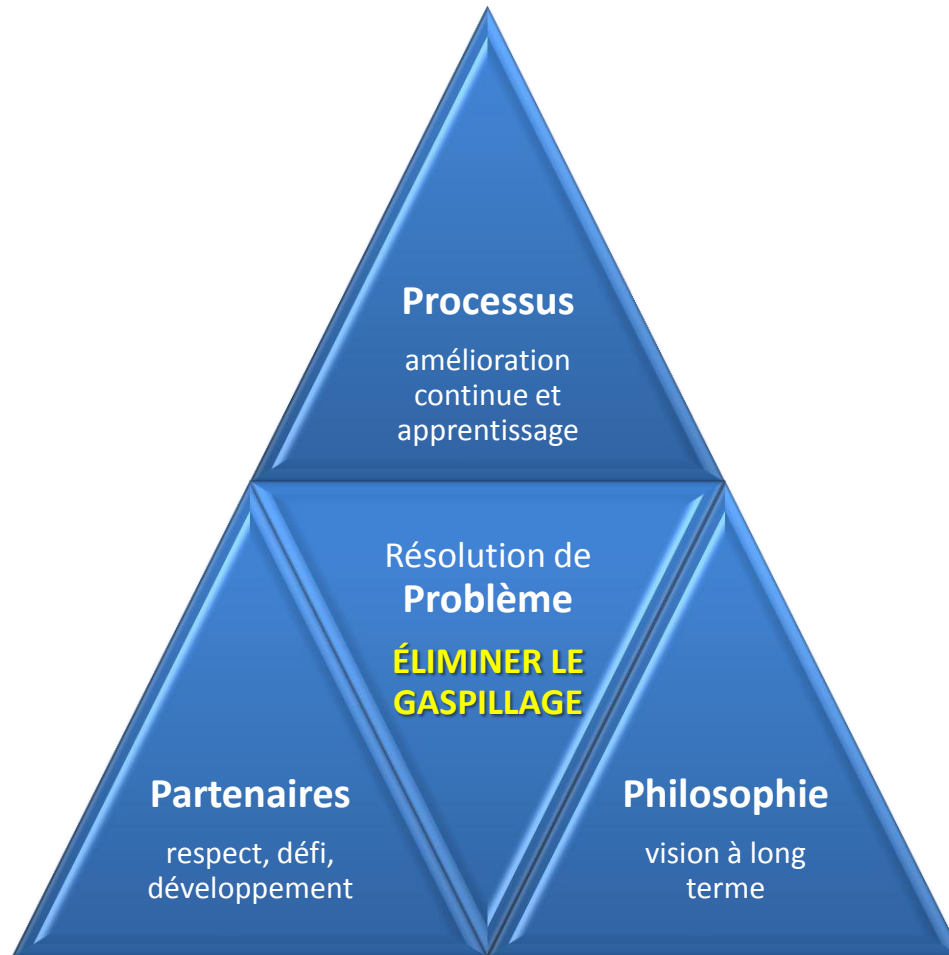 Processus
amélioration
continue et
apprentissage
Résolution de
Problème
ÉLIMINER LE
GASPILLAGE
Partenaires
respect, défi,
développement
Philosophie
vision à long
terme